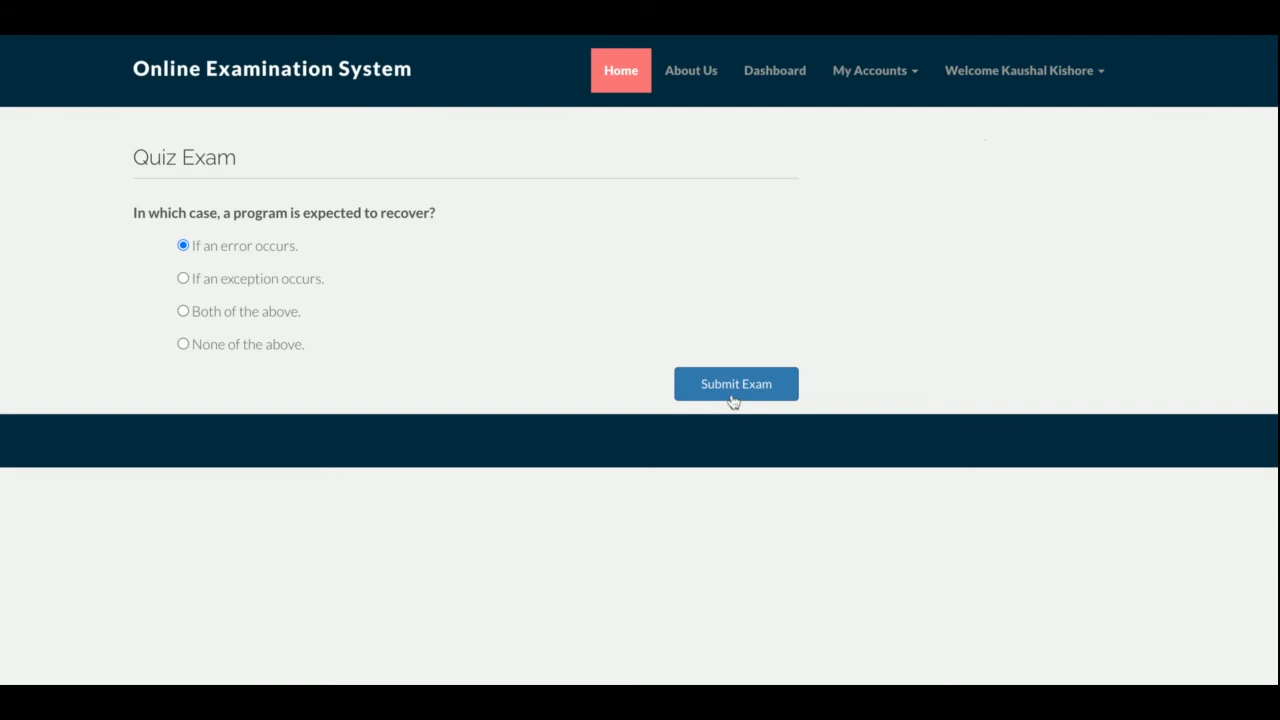 Online Examination System
Home About Us Dashboard My Accounts Welcome Kaushal Kishore
Quiz Exam
In which case, a program is expected to recover?
If an error occurs.
If an exception occurs.
Both of the above.
None of the above.
Submit Exam